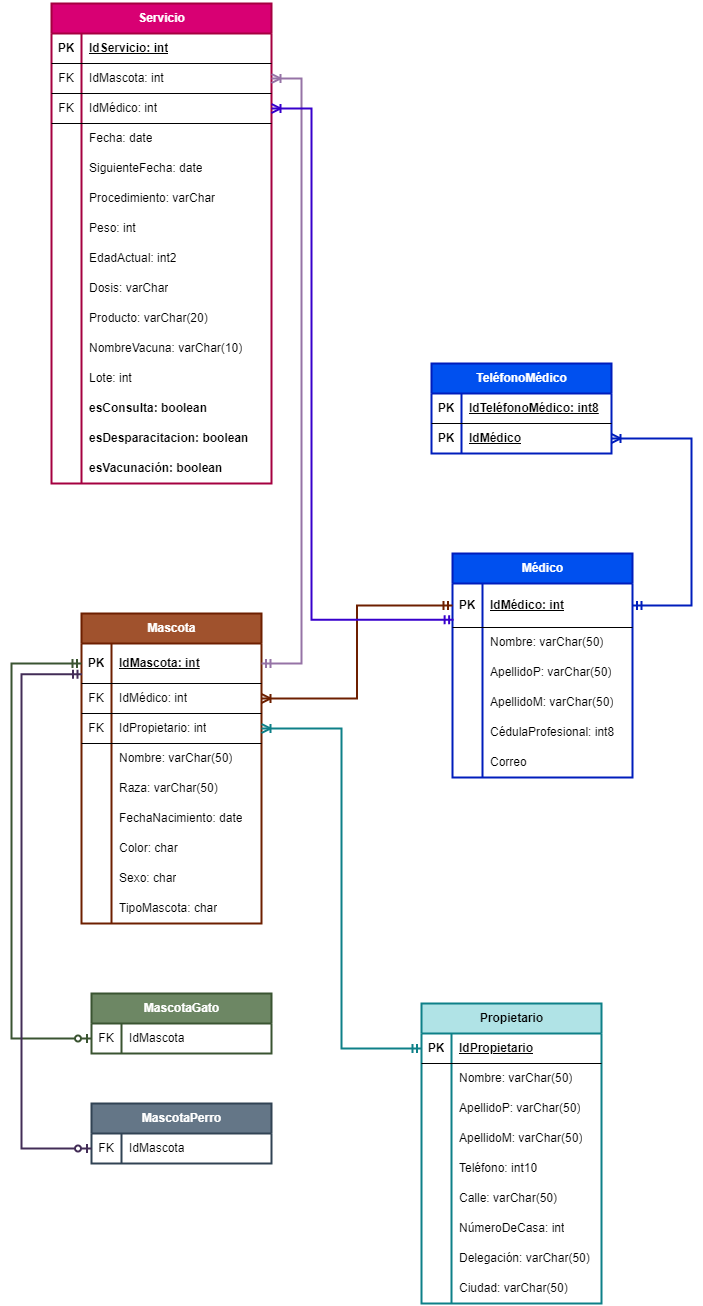 Servicio
PK IdServicio: int
FK IdMascota: int
FK IdMédico: int
Fecha: date
SiguienteFecha: date
Procedimiento: varChar
Peso: int
EdadActual: int2
Dosis: varChar
Producto: varChar(20)
NombreVacuna: varChar(10)
Lote: int
esConsulta: boolean
esDesparacitacion: boolean
esVacunación: boolean
TeléfonoMédico
PK IdTeléfonoMédico: int8
PK IdMédico
Médico
PK IdMédico: int
Nombre: varChar(50)
ApellidoP: varChar(50)
ApellidoM: varChar(50)
CédulaProfesional: int8
Correo
Mascota
PK IdMascota: int
FK IdMédico: int
FK IdPropietario: int
Nombre: varChar(50)
Raza: varChar(50)
FechaNacimiento: date
Color: char
Sexo: char
TipoMascota: char
MascotaGato
FK IdMascota
MascotaPerro
FK IdMascota
Propietario
PK IdPropietario
Nombre: varChar(50)
ApellidoP: varChar(50)
ApellidoM: varChar(50)
Teléfono: int10
Calle: varChar(50)
NúmeroDeCasa: int
Delegación: varChar(50)
Ciudad: varChar(50)